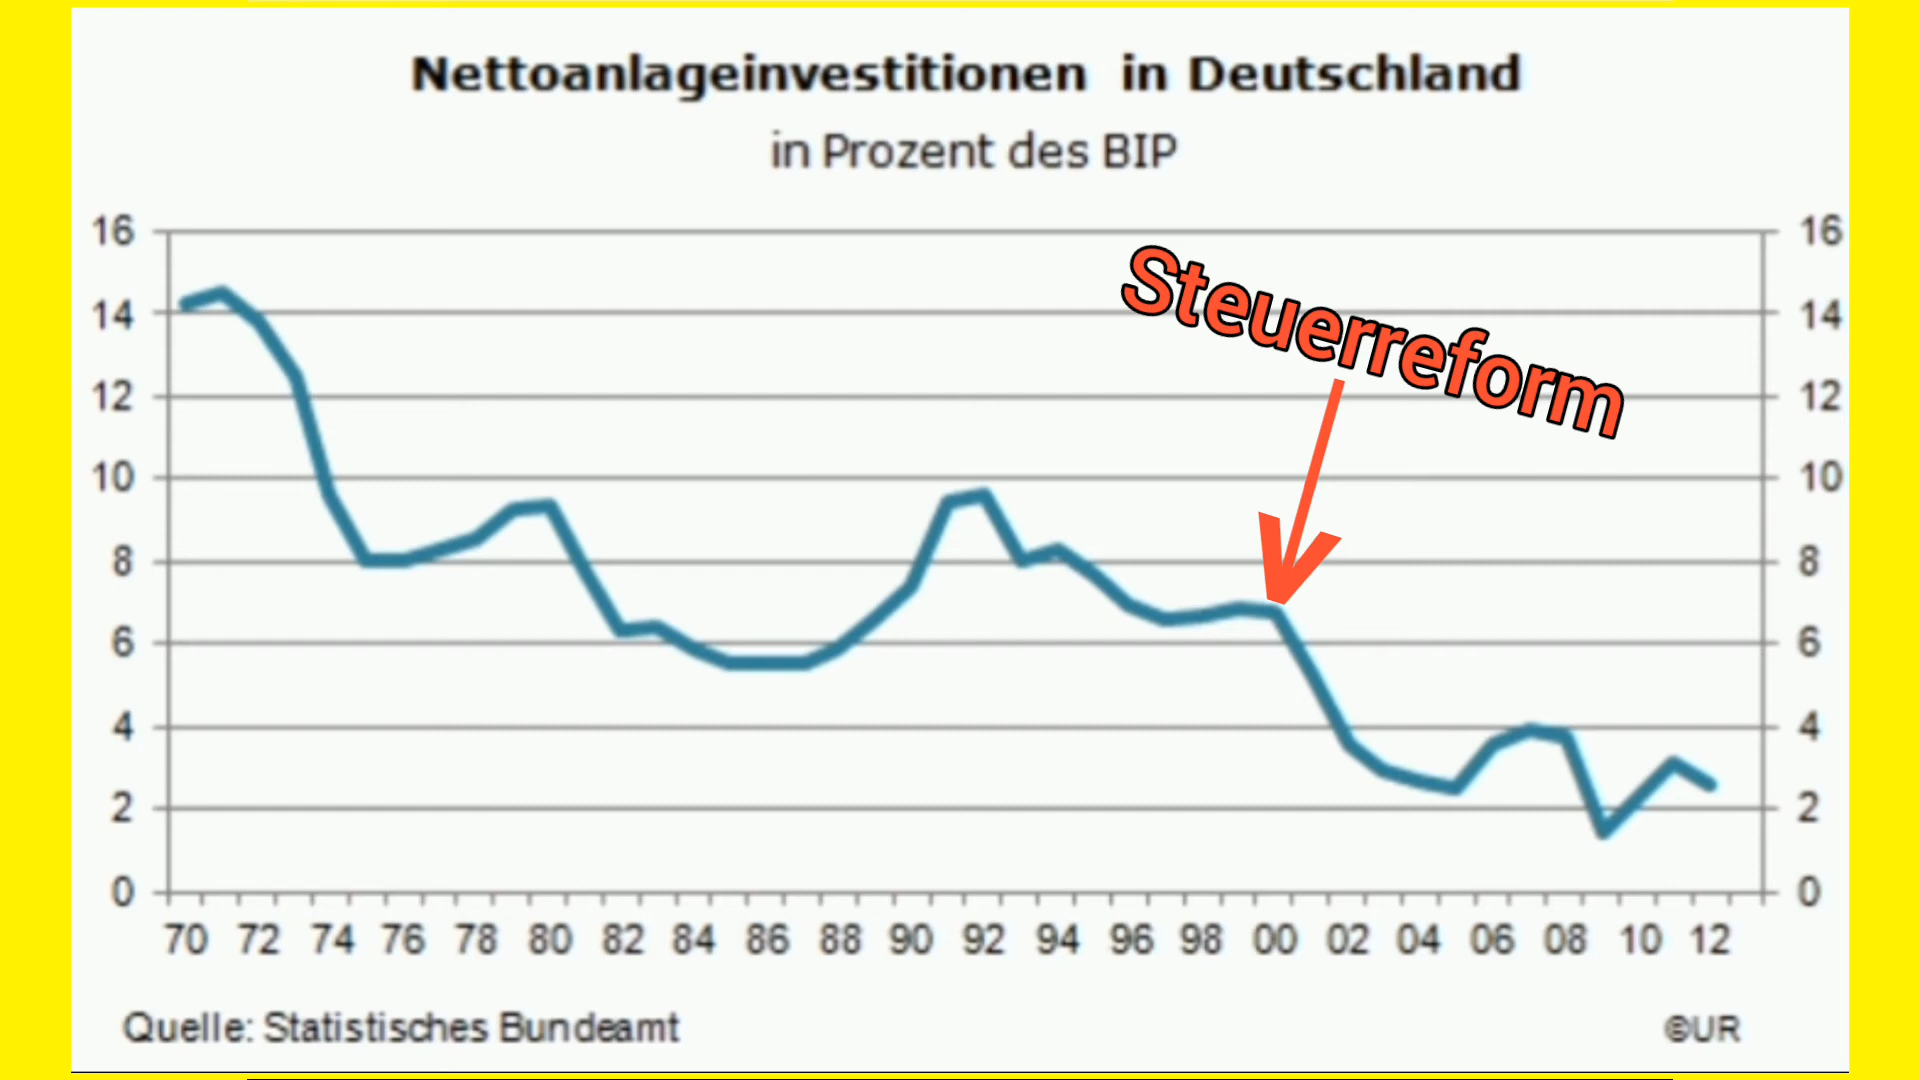 Nettoanlageinvestitionen in Deutschland
in Prozent des BIP
16 16
14 14
12 12
10 10
8 8
6 6
4 4
2 2
0 0
Steuerreform
70 72 74 76 78 80 82 84 86 88 90 92 94 96 98 00 02 04 06 08 10 12
Quelle: Statistisches Bundeamt ©UR